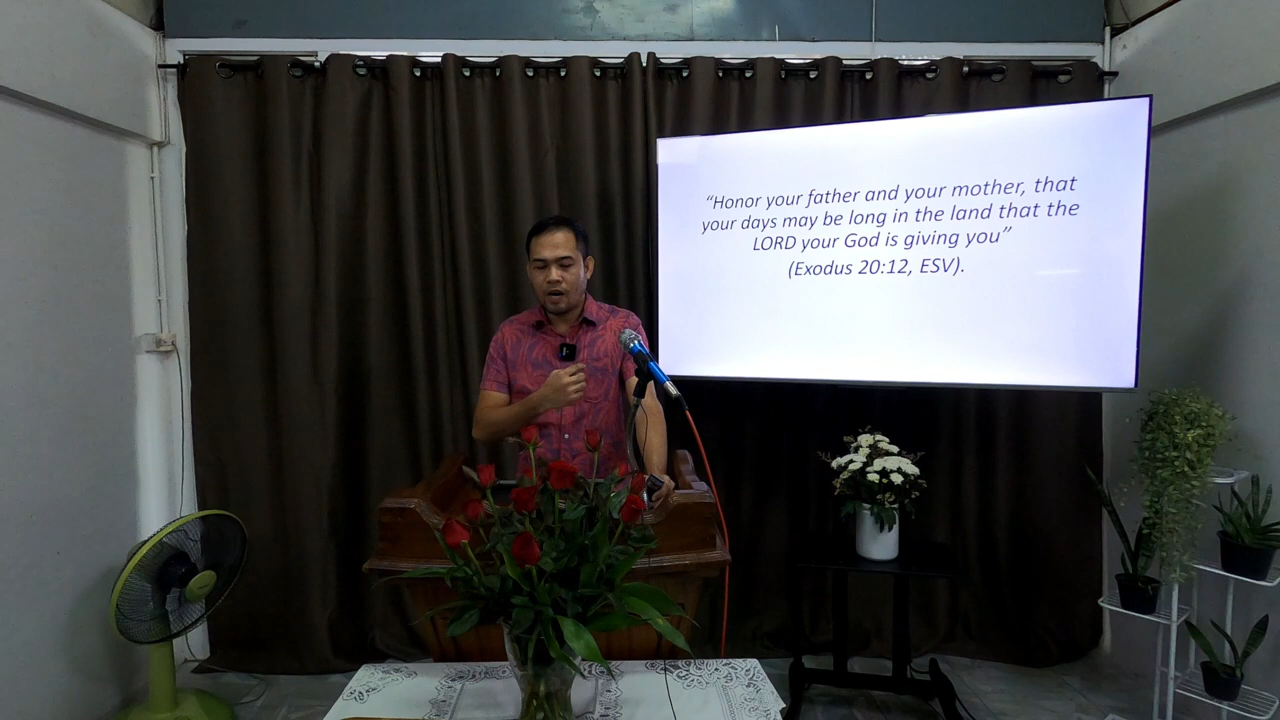 “Honor your father and your mother, that
your days may be long in the land that the
LORD your God is giving you”
(Exodus 20:12, ESV).